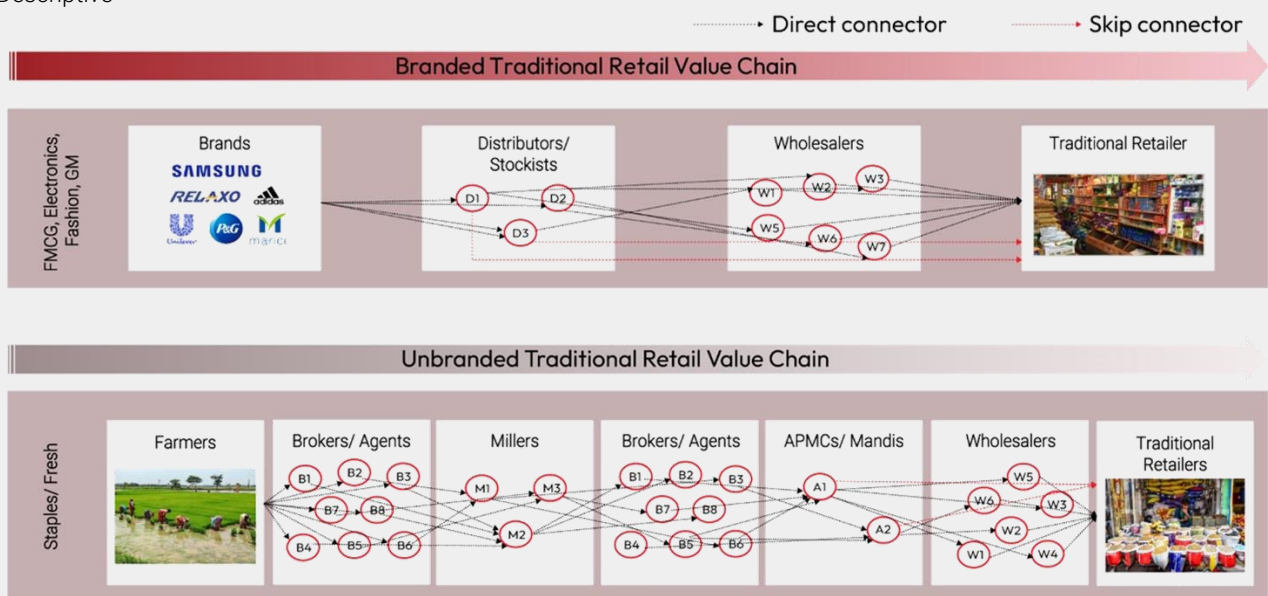 Descriptive
Direct connector
Skip connector
Branded Traditional Retail Value Chain
FMCG, Electronics,
Fashion, GM
Brands
SAMSUNG
RELAXO
adidas
Unilever
P&G
marico
Distributors/
Stockists
D1
D2
D3
Wholesalers
W1
W2
W3
W5
W6
W7
Traditional Retailer
Unbranded Traditional Retail Value Chain
Staples/ Fresh
Farmers
Brokers/ Agents
B1
B2
B3
B7
B8
B4
B5
B6
Millers
M1
M3
M2
Brokers/ Agents
B1
B2
B3
B7
B8
B4
B5
B6
APMCs/ Mandis
A1
A2
Wholesalers
W5
W6
W3
W2
W1
W4
Traditional
Retailers